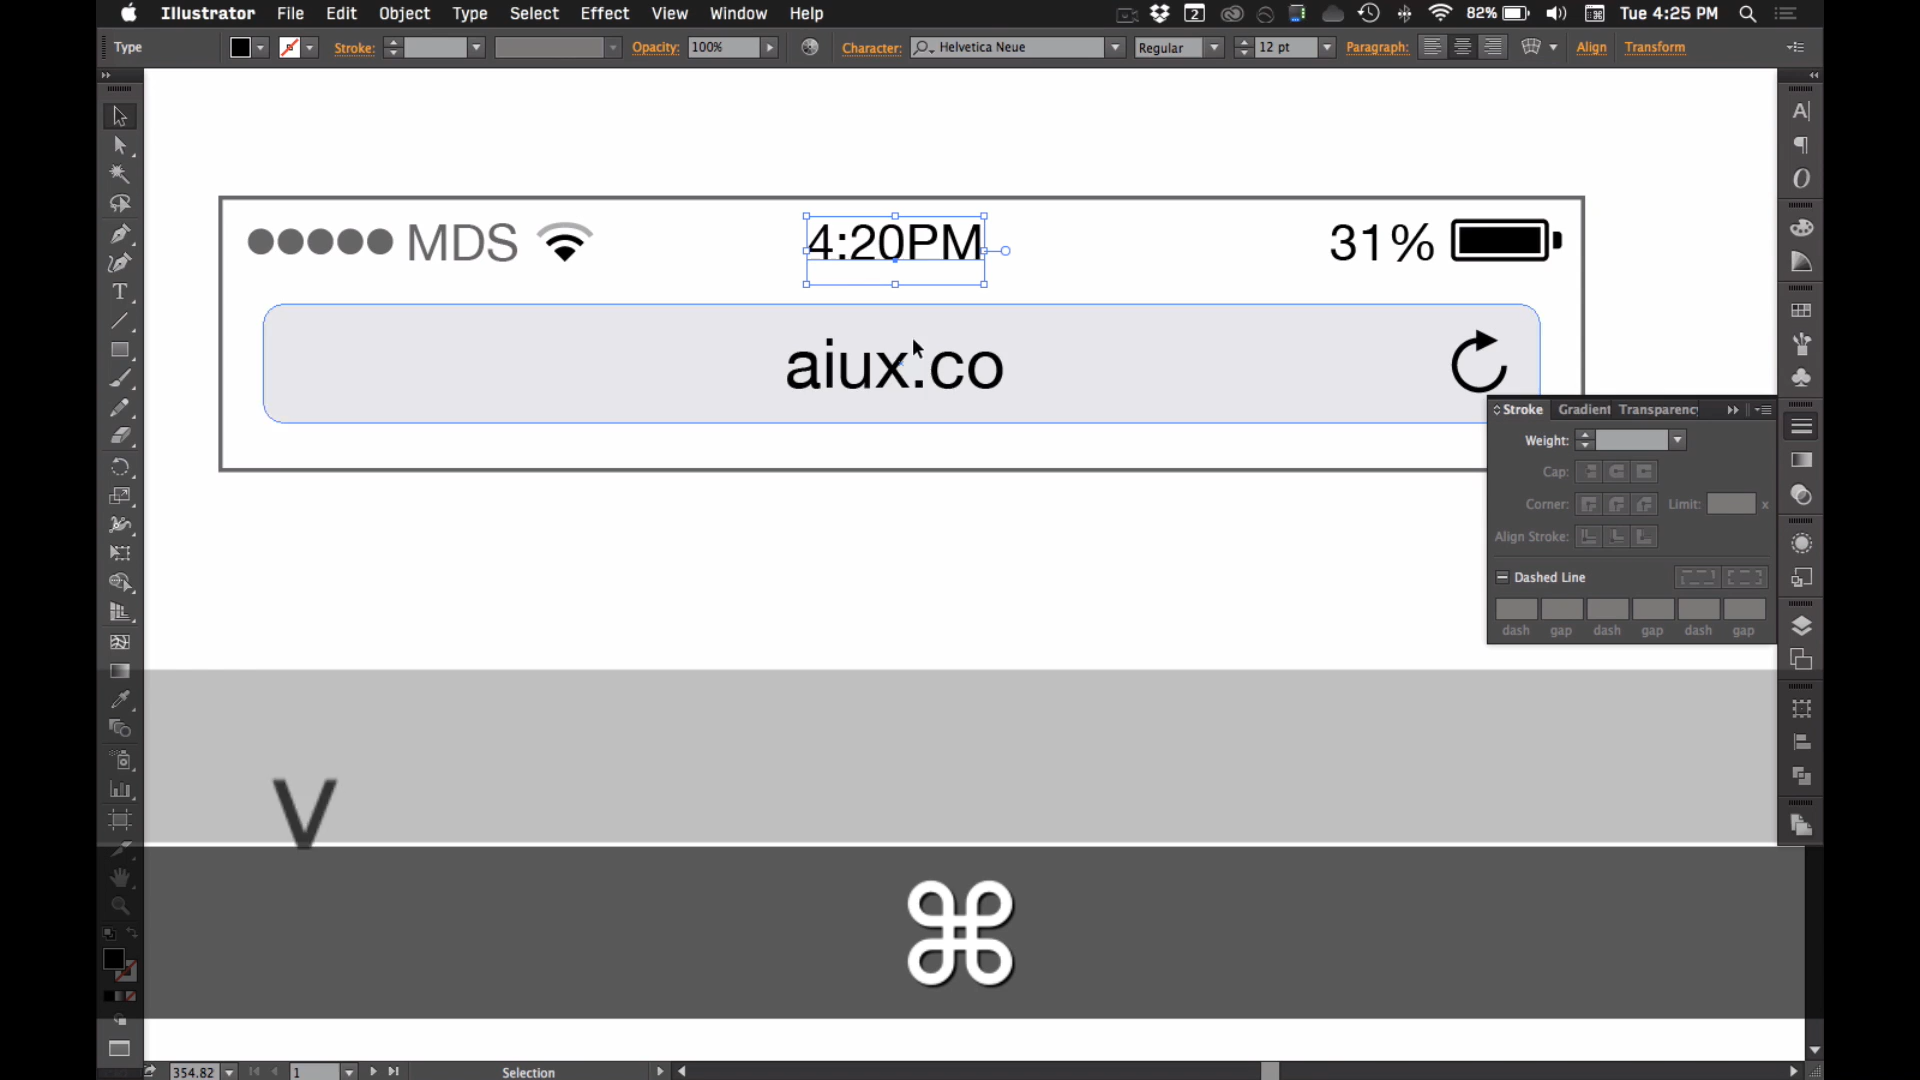 Illustrator File Edit Object Type Select Effect View Window Help 2 82% Tue 4:25 PM
Type Stroke: Opacity: 100% Character: Helvetica Neue Regular 12 pt Paragraph: Align Transform
MDS 4:20PM 31%
aiux.co
Stroke Gradient Transparency
Weight:
Cap:
Corner: Limit: x
Align Stroke:
Dashed Line
dash gap dash gap dash gap
V
⌘
354.82 1 Selection